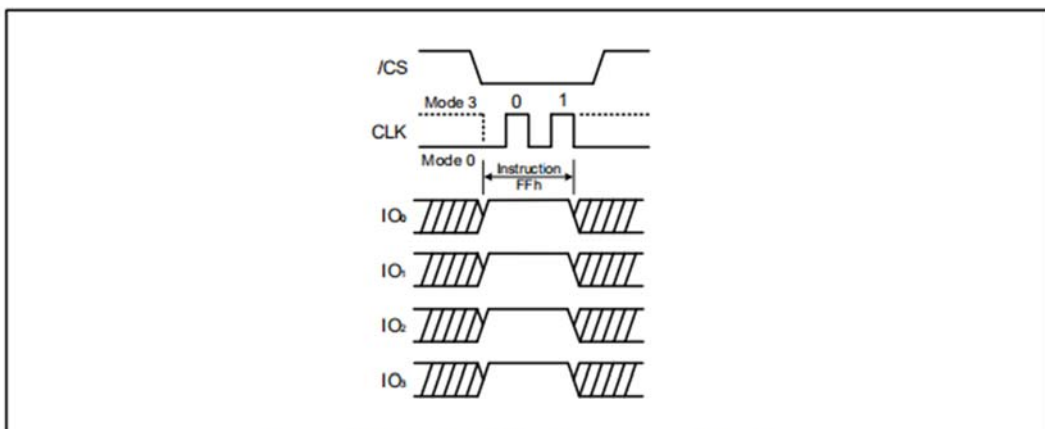 /CS
Mode 3 0 1
CLK
Mode 0
Instruction
FFh
IO₀
IO₁
IO₂
IO₃